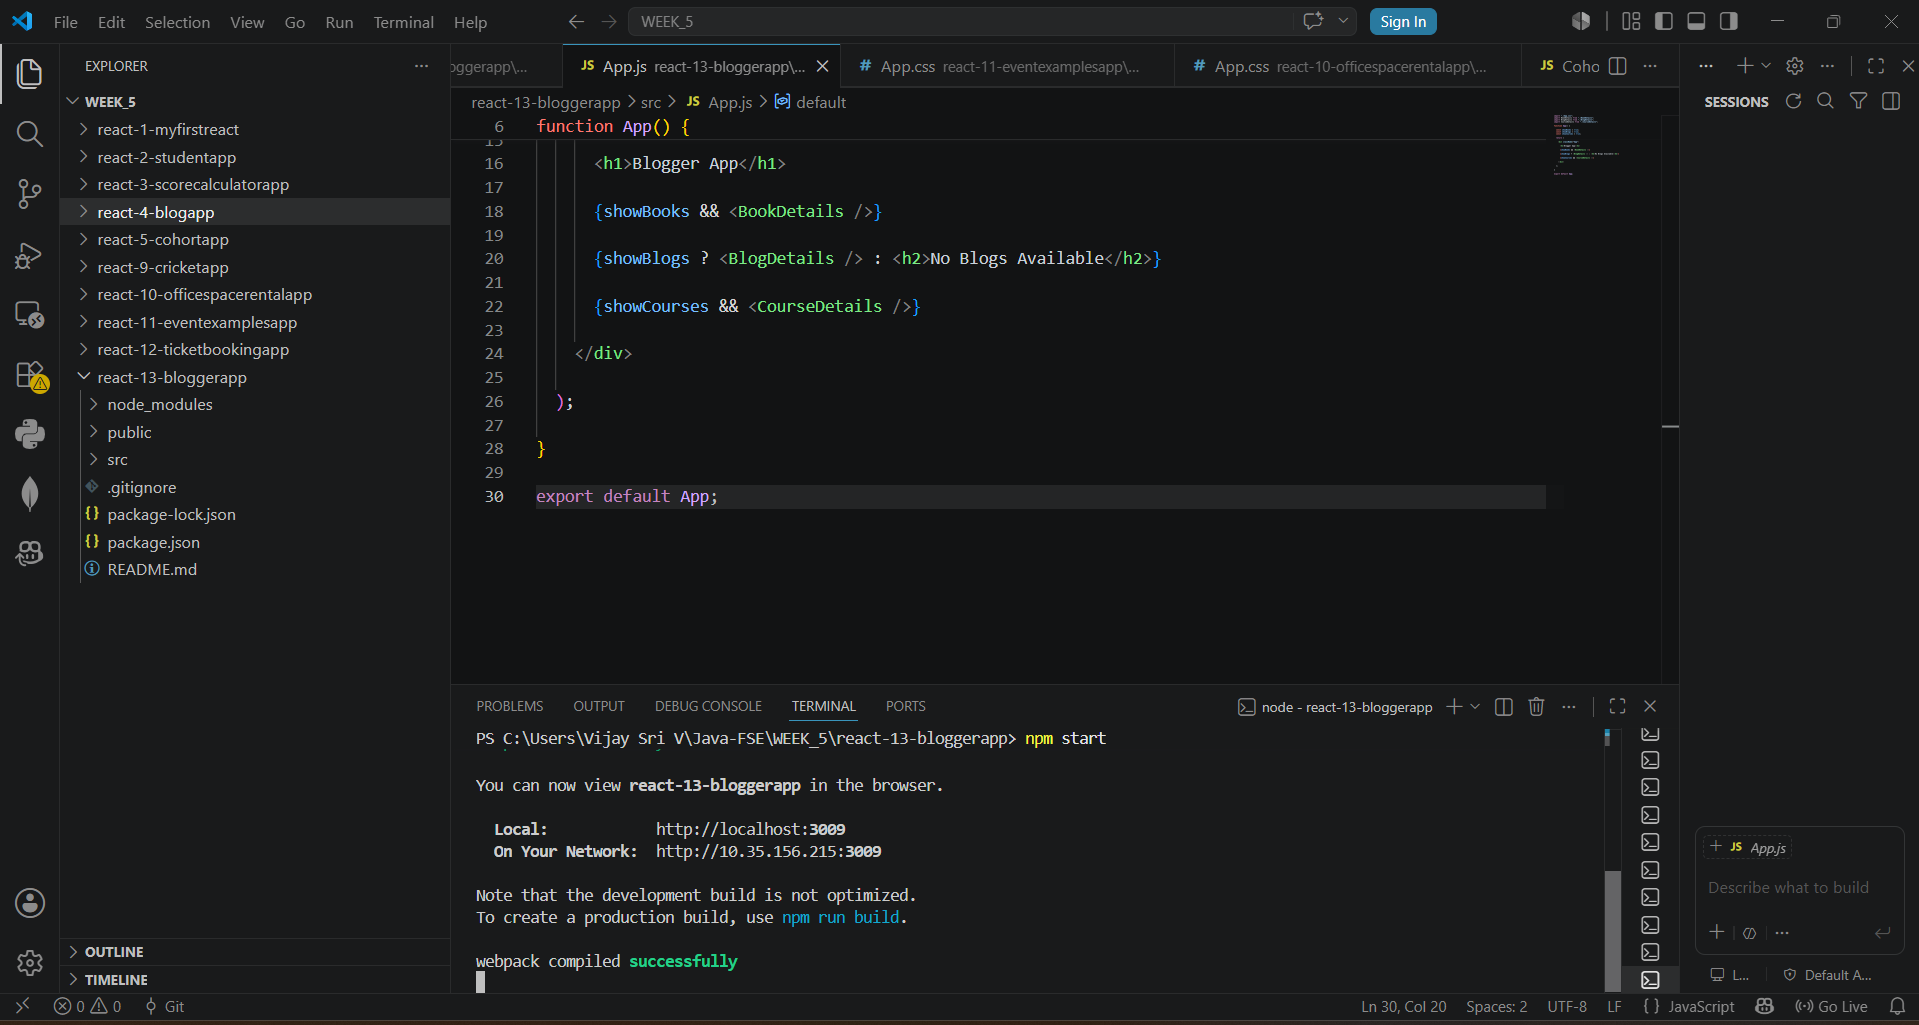 File Edit Selection View Go Run Terminal Help
WEEK_5
Sign In
EXPLORER
WEEK_5
react-1-myfirstreact
react-2-studentapp
react-3-scorecalculatorapp
react-4-blogapp
react-5-cohortapp
react-9-cricketapp
react-10-officespacerentalapp
react-11-eventexamplesapp
react-12-ticketbookingapp
react-13-bloggerapp
node_modules
public
src
.gitignore
package-lock.json
package.json
README.md
OUTLINE
TIMELINE
oggerapp\...
JS App.js react-13-bloggerapp\...
# App.css react-11-eventexamplesapp\...
# App.css react-10-officespacerentalapp\...
JS Coho
react-13-bloggerapp > src > JS App.js > default
6 function App() {
15
16 <h1>Blogger App</h1>
17
18 {showBooks && <BookDetails />}
19
20 {showBlogs ? <BlogDetails /> : <h2>No Blogs Available</h2>}
21
22 {showCourses && <CourseDetails />}
23
24 </div>
25
26 );
27
28 }
29
30 export default App;
PROBLEMS OUTPUT DEBUG CONSOLE TERMINAL PORTS
node - react-13-bloggerapp
PS C:\Users\Vijay Sri V\Java-FSE\WEEK_5\react-13-bloggerapp> npm start
You can now view react-13-bloggerapp in the browser.
Local: http://localhost:3009
On Your Network: http://10.35.156.215:3009
Note that the development build is not optimized.
To create a production build, use npm run build.
webpack compiled successfully
SESSIONS
JS App.js
Describe what to build
L...
Default A...
0 0 Git
Ln 30, Col 20 Spaces: 2 UTF-8 LF {} JavaScript Go Live